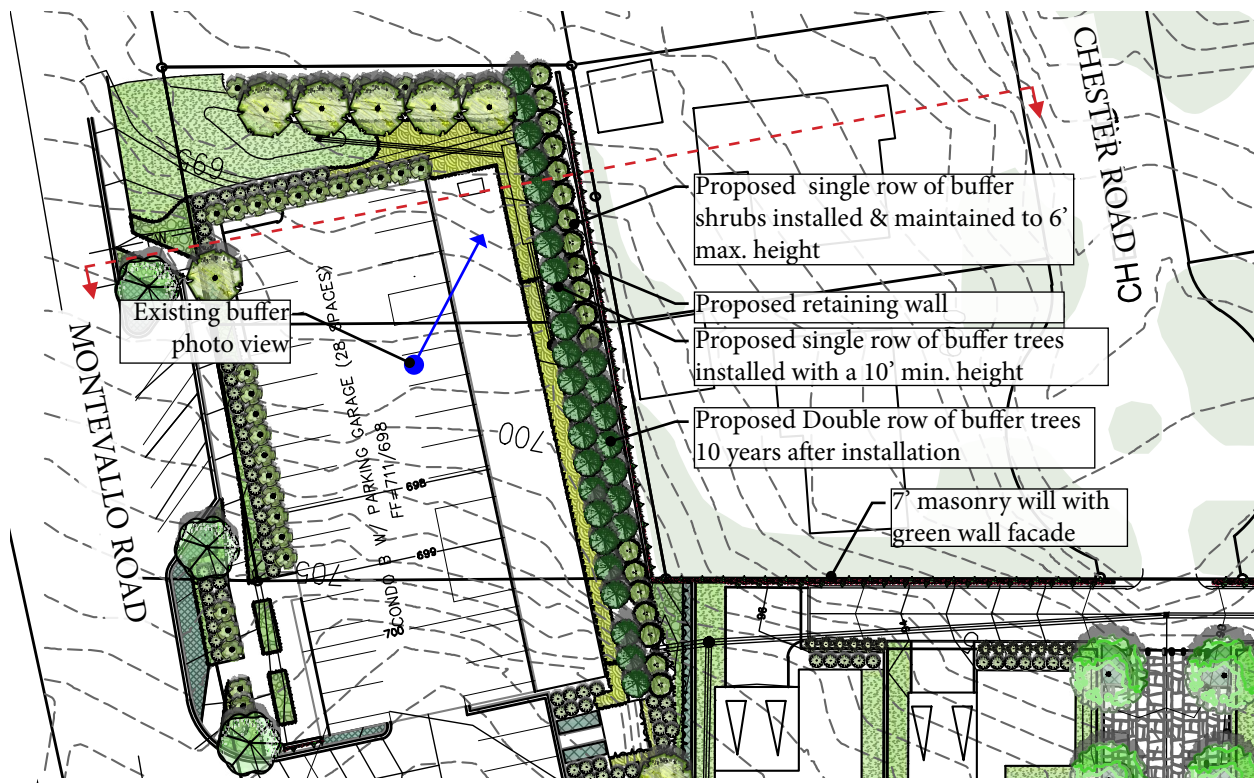 CHESTER ROAD
CH
669
Proposed single row of buffer
shrubs installed & maintained to 6'
max. height
Proposed retaining wall
Proposed single row of buffer trees
installed with a 10' min. height
Proposed Double row of buffer trees
10 years after installation
7' masonry will with
green wall facade
Existing buffer
photo view
MONTEVALLO ROAD
COND B W/ PARKING GARAGE (28 SPACES)
FF=711/698
700
698
699
705
700